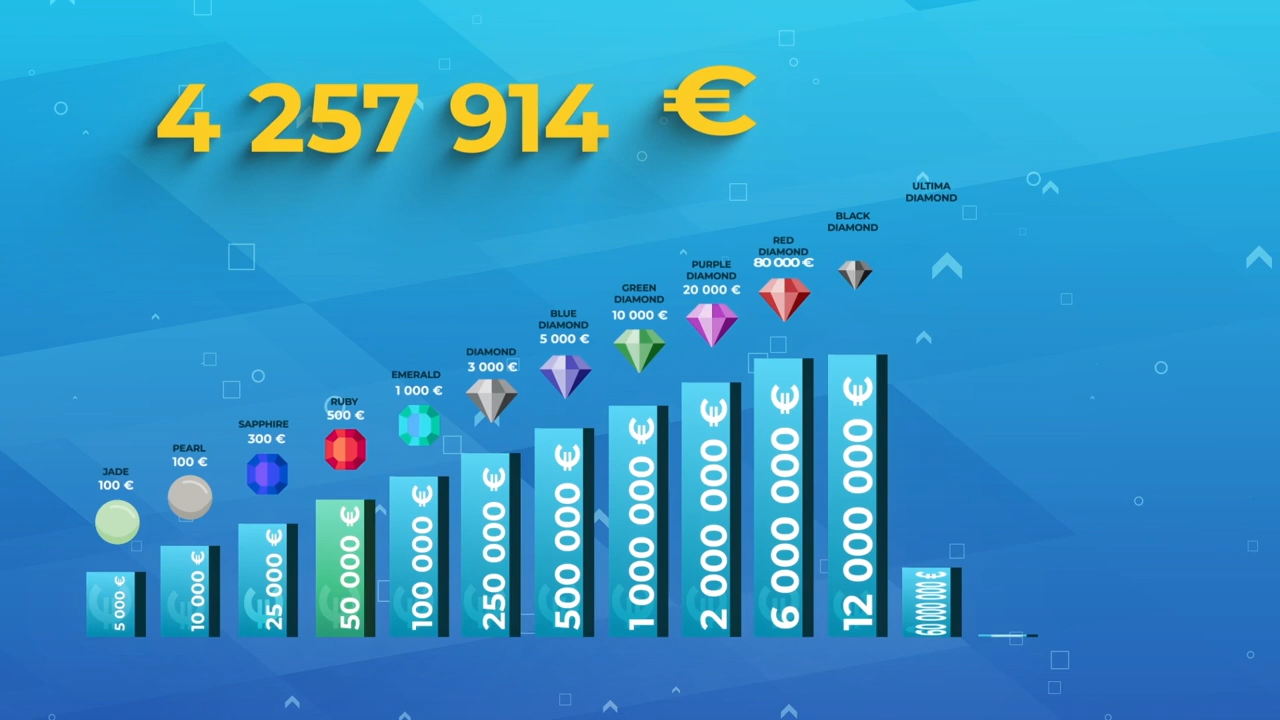 4 257 914 €
ULTIMA
DIAMOND
BLACK
DIAMOND
RED
DIAMOND
80 000 €
PURPLE
DIAMOND
20 000 €
GREEN
DIAMOND
10 000 €
BLUE
DIAMOND
5 000 €
DIAMOND
3 000 €
EMERALD
1 000 €
RUBY
500 €
SAPPHIRE
300 €
PEARL
100 €
JADE
100 €
5 000 €
10 000 €
25 000 €
50 000 €
100 000 €
250 000 €
500 000 €
1 000 000 €
2 000 000 €
6 000 000 €
12 000 000 €
60 000 000 €